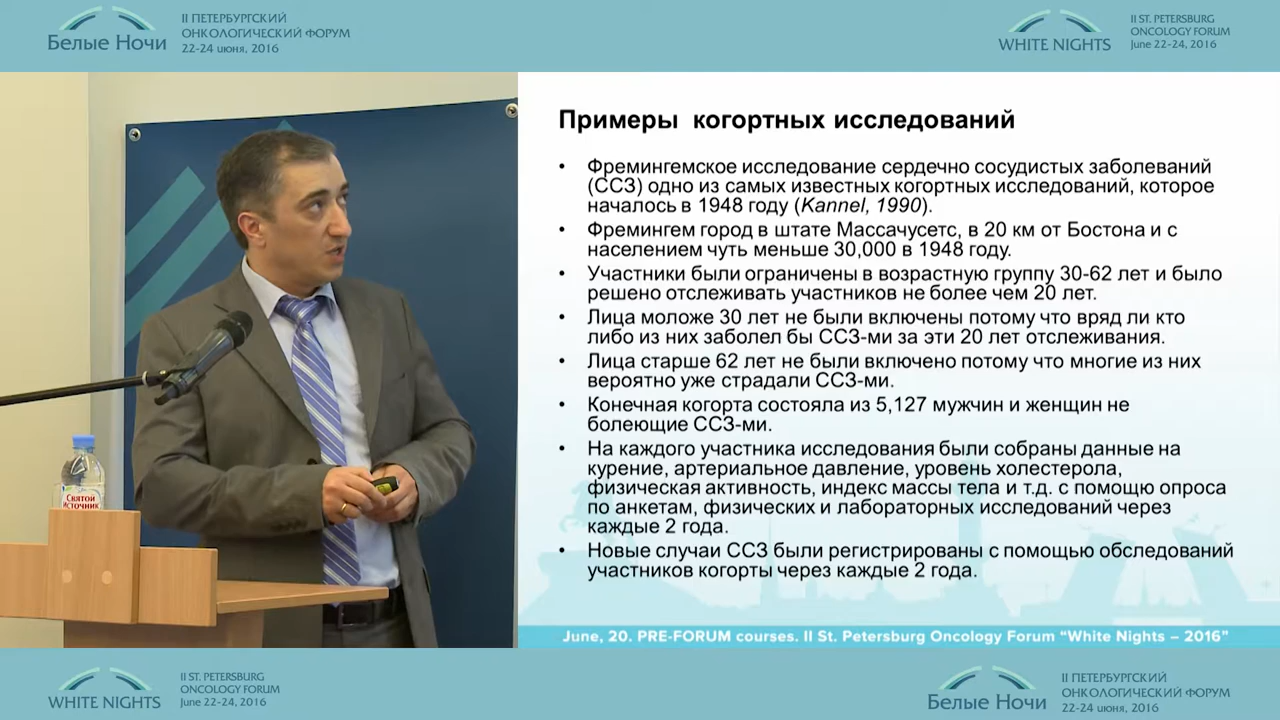 Белые Ночи
II ПЕТЕРБУРГСКИЙ
ОНКОЛОГИЧЕСКИЙ ФОРУМ
22-24 июня, 2016
WHITE NIGHTS
II ST. PETERSBURG
ONCOLOGY FORUM
June 22-24, 2016
Святой
Источник
Примеры когортных исследований
• Фремингемское исследование сердечно сосудистых заболеваний
(ССЗ) одно из самых известных когортных исследований, которое
началось в 1948 году (Kannel, 1990).
• Фремингем город в штате Массачусетс, в 20 км от Бостона и с
населением чуть меньше 30,000 в 1948 году.
• Участники были ограничены в возрастную группу 30-62 лет и было
решено отслеживать участников не более чем 20 лет.
• Лица моложе 30 лет не были включены потому что вряд ли кто
либо из них заболел бы ССЗ-ми за эти 20 лет отслеживания.
• Лица старше 62 лет не были включено потому что многие из них
вероятно уже страдали ССЗ-ми.
• Конечная когорта состояла из 5,127 мужчин и женщин не
болеющие ССЗ-ми.
• На каждого участника исследования были собраны данные на
курение, артериальное давление, уровень холестерола,
физическая активность, индекс массы тела и т.д. с помощю опроса
по анкетам, физических и лабораторных исследований через
каждые 2 года.
• Новые случаи ССЗ были регистрированы с помощью обследований
участников когорты через каждые 2 года.
June, 20. PRE-FORUM courses. II St. Petersburg Oncology Forum “White Nights – 2016”
WHITE NIGHTS
II ST. PETERSBURG
ONCOLOGY FORUM
June 22-24, 2016
Белые Ночи
II ПЕТЕРБУРГСКИЙ
ОНКОЛОГИЧЕСКИЙ ФОРУМ
22-24 июня, 2016